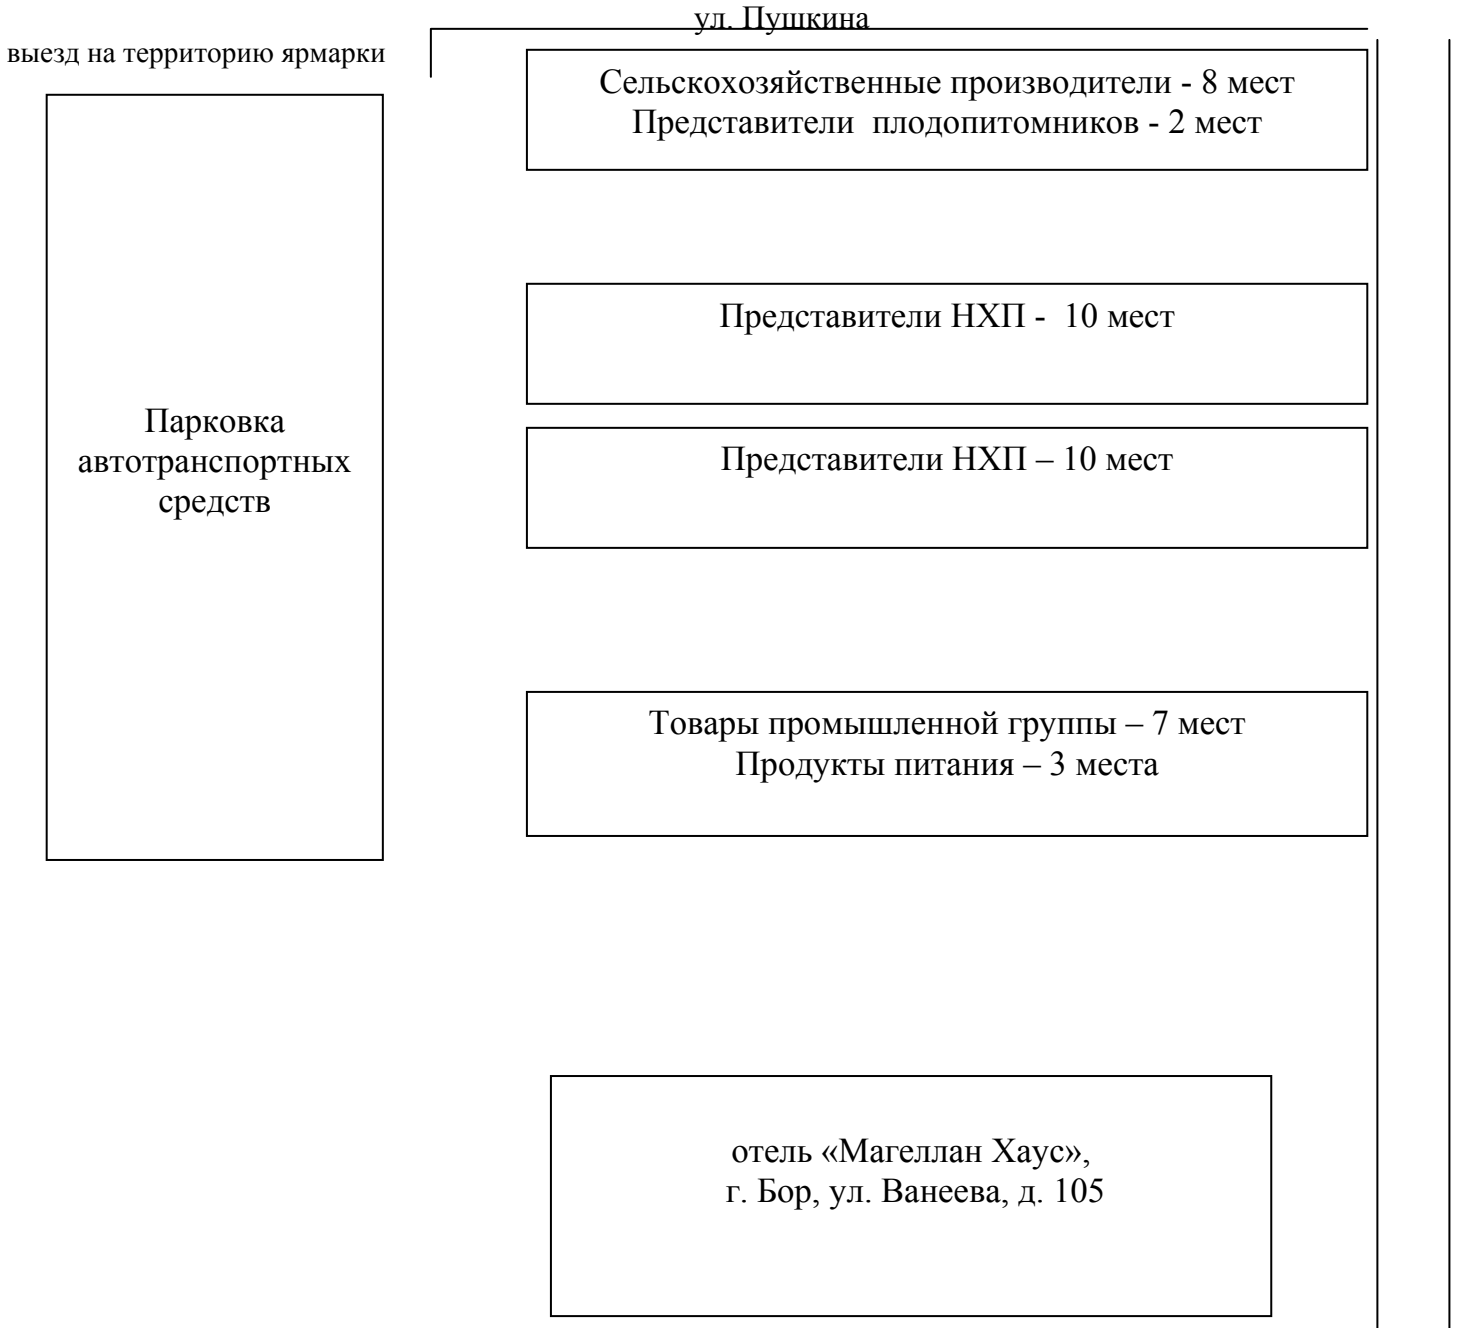 ул. Пушкина
выезд на территорию ярмарки
Сельскохозяйственные производители - 8 мест
Представители плодопитомников - 2 мест
Представители НХП - 10 мест
Парковка
автотранспортных
средств
Представители НХП – 10 мест
Товары промышленной группы – 7 мест
Продукты питания – 3 места
отель «Магеллан Хаус»,
г. Бор, ул. Ванеева, д. 105